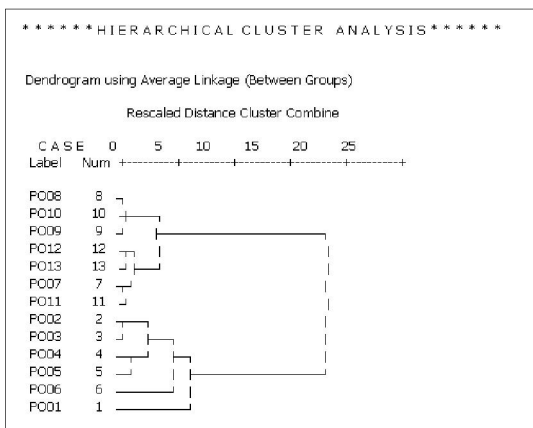 * * * * * * H I E R A R C H I C A L C L U S T E R A N A L Y S I S * * * * * *
Dendrogram using Average Linkage (Between Groups)
Rescaled Distance Cluster Combine
C A S E 0 5 10 15 20 25
Label Num
PO08 8
PO10 10
PO09 9
PO12 12
PO13 13
PO07 7
PO11 11
PO02 2
PO03 3
PO04 4
PO05 5
PO06 6
PO01 1